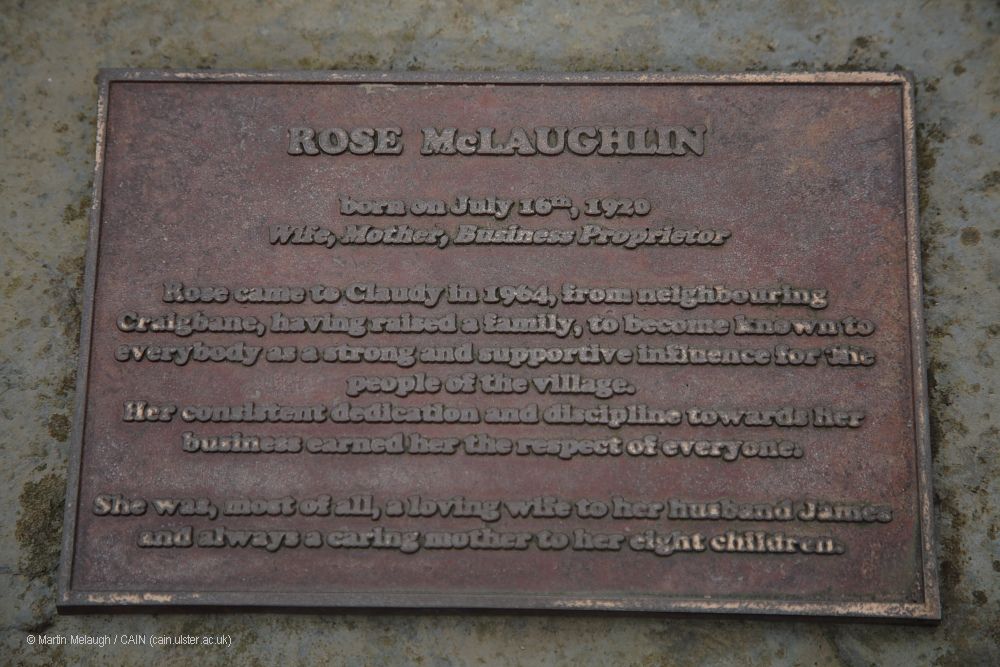 ROSE McLAUGHLIN
born on July 16th, 1920
Wife, Mother, Business Proprietor
Rose came to Claudy in 1964, from neighbouring
Craigbane, having raised a family, to become known to
everybody as a strong and supportive influence for the
people of the village.
Her consistent dedication and discipline towards her
business earned her the respect of everyone.
She was, most of all, a loving wife to her husband James
and always a caring mother to her eight children.
© Martin Melaugh / CAIN (cain.ulster.ac.uk)